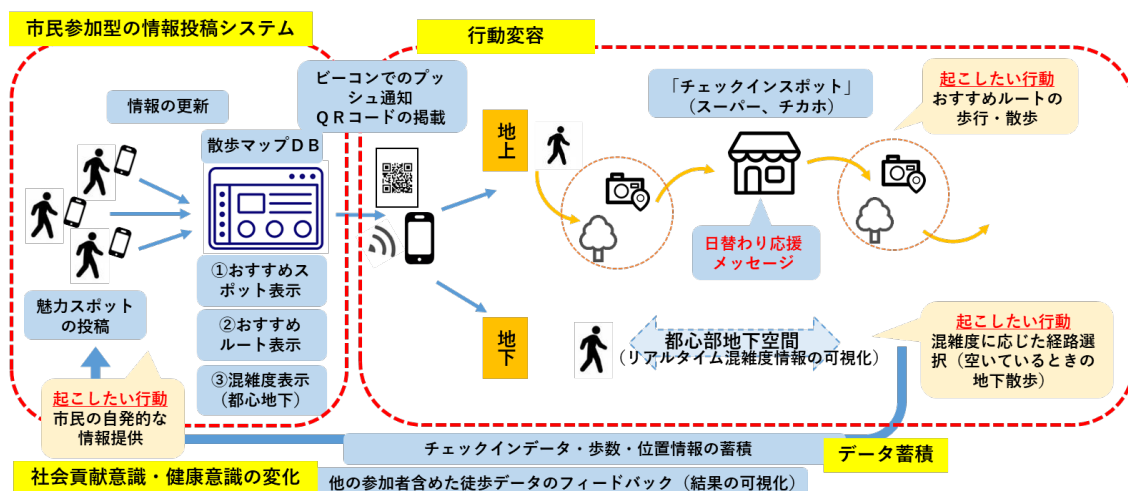 市民参加型の情報投稿システム
情報の更新
散歩マップＤＢ
①おすすめス
ポット表示
②おすすめ
ルート表示
③混雑度表示
（都心地下）
魅力スポット
の投稿
起こしたい行動
市民の自発的な
情報提供
ビーコンでのプッ
シュ通知
ＱＲコードの掲載
行動変容
地上
「チェックインスポット」
（スーパー、チカホ）
日替わり応援
メッセージ
起こしたい行動
おすすめルートの
歩行・散歩
地下
都心部地下空間
（リアルタイム混雑度情報の可視化）
起こしたい行動
混雑度に応じた経路選
択（空いているときの
地下散歩）
チェックインデータ・歩数・位置情報の蓄積
データ蓄積
社会貢献意識・健康意識の変化
他の参加者含めた徒歩データのフィードバック（結果の可視化）